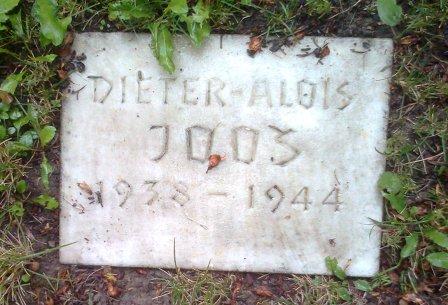 DIETER-ALOIS
JOOS
1938 - 1944